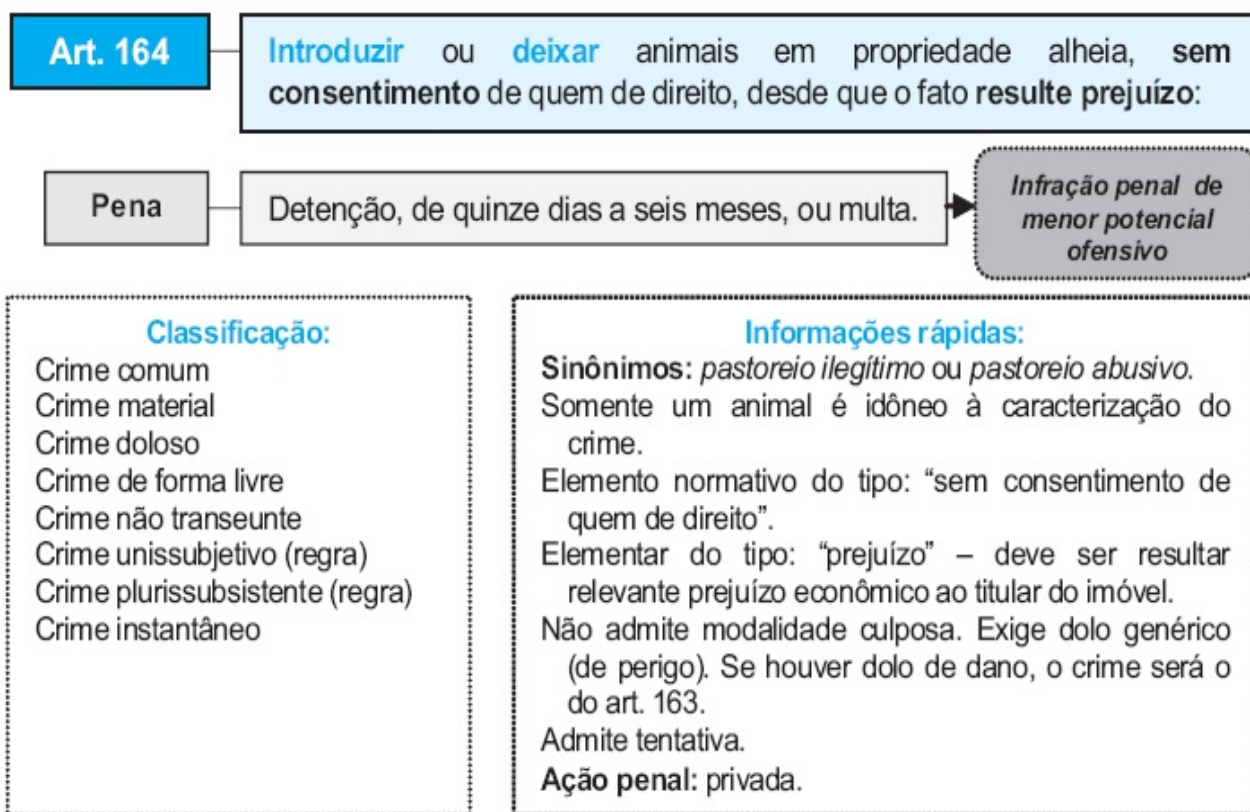 Art. 164
Introduzir ou deixar animais em propriedade alheia, sem
consentimento de quem de direito, desde que o fato resulte prejuízo:
Pena
Detenção, de quinze dias a seis meses, ou multa.
Infração penal de
menor potencial
ofensivo
Classificação:
Crime comum
Crime material
Crime doloso
Crime de forma livre
Crime não transeunte
Crime unissubjetivo (regra)
Crime plurissubsistente (regra)
Crime instantâneo
Informações rápidas:
Sinônimos: pastoreio ilegítimo ou pastoreio abusivo.
Somente um animal é idôneo à caracterização do
crime.
Elemento normativo do tipo: “sem consentimento de
quem de direito”.
Elementar do tipo: “prejuízo” – deve ser resultar
relevante prejuízo econômico ao titular do imóvel.
Não admite modalidade culposa. Exige dolo genérico
(de perigo). Se houver dolo de dano, o crime será o
do art. 163.
Admite tentativa.
Ação penal: privada.